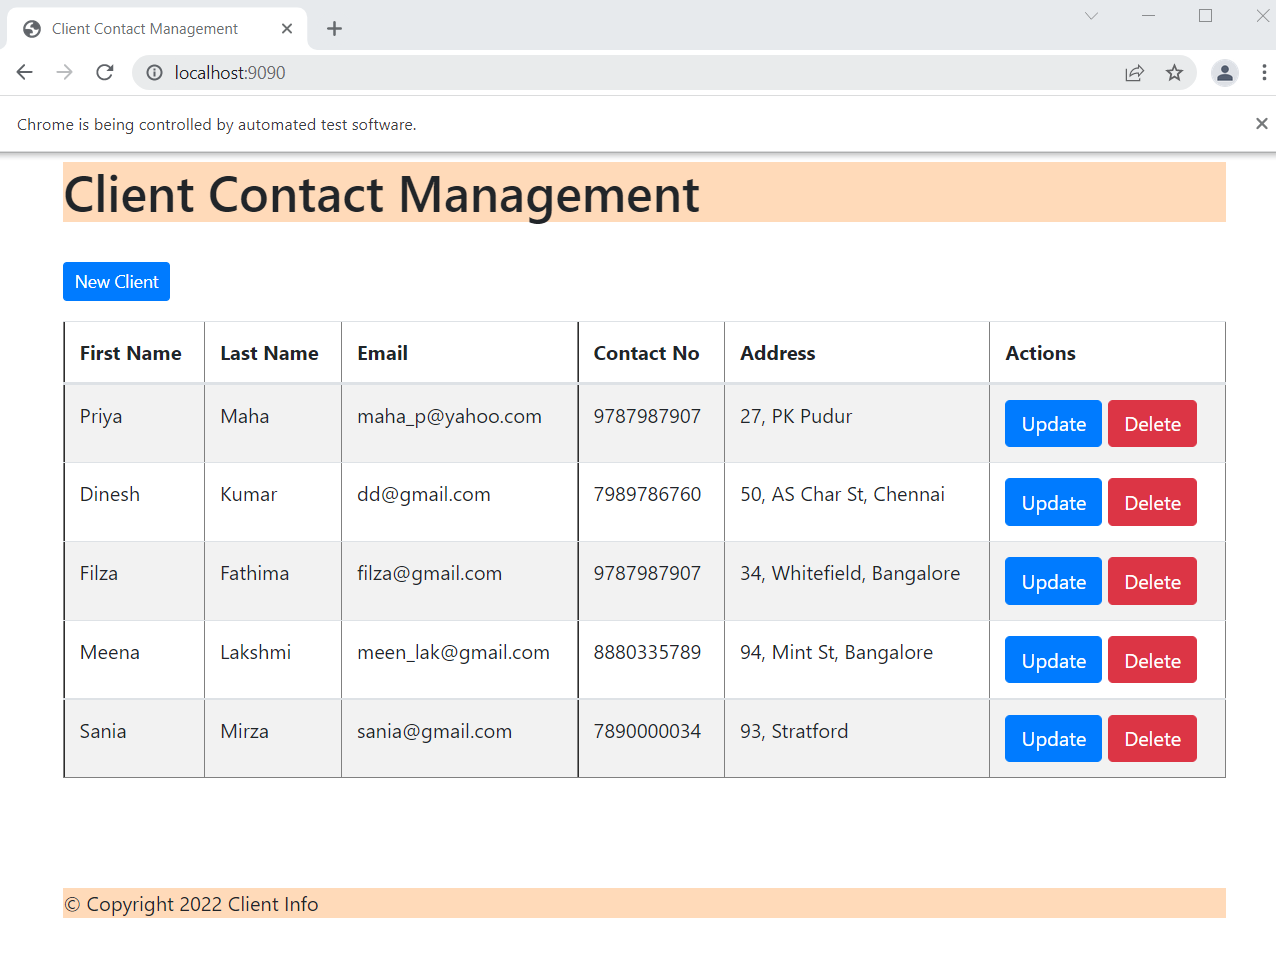 Client Contact Management
localhost:9090
Chrome is being controlled by automated test software.
Client Contact Management
New Client
First Name Last Name Email Contact No Address Actions
Priya Maha maha_p@yahoo.com 9787987907 27, PK Pudur Update Delete
Dinesh Kumar dd@gmail.com 7989786760 50, AS Char St, Chennai Update Delete
Filza Fathima filza@gmail.com 9787987907 34, Whitefield, Bangalore Update Delete
Meena Lakshmi meen_lak@gmail.com 8880335789 94, Mint St, Bangalore Update Delete
Sania Mirza sania@gmail.com 7890000034 93, Stratford Update Delete
© Copyright 2022 Client Info